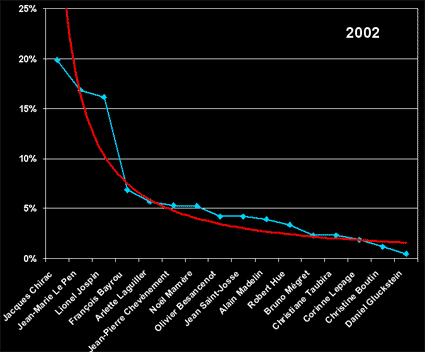 25%
2002
20%
15%
10%
5%
0%
Jacques Chirac
Jean-Marie Le Pen
Lionel Jospin
François Bayrou
Arlette Laguiller
Jean-Pierre Chevènement
Noël Mamère
Olivier Besancenot
Jean Saint-Josse
Alain Madelin
Robert Hue
Bruno Mégret
Christiane Taubira
Corinne Lepage
Christine Boutin
Daniel Gluckstein